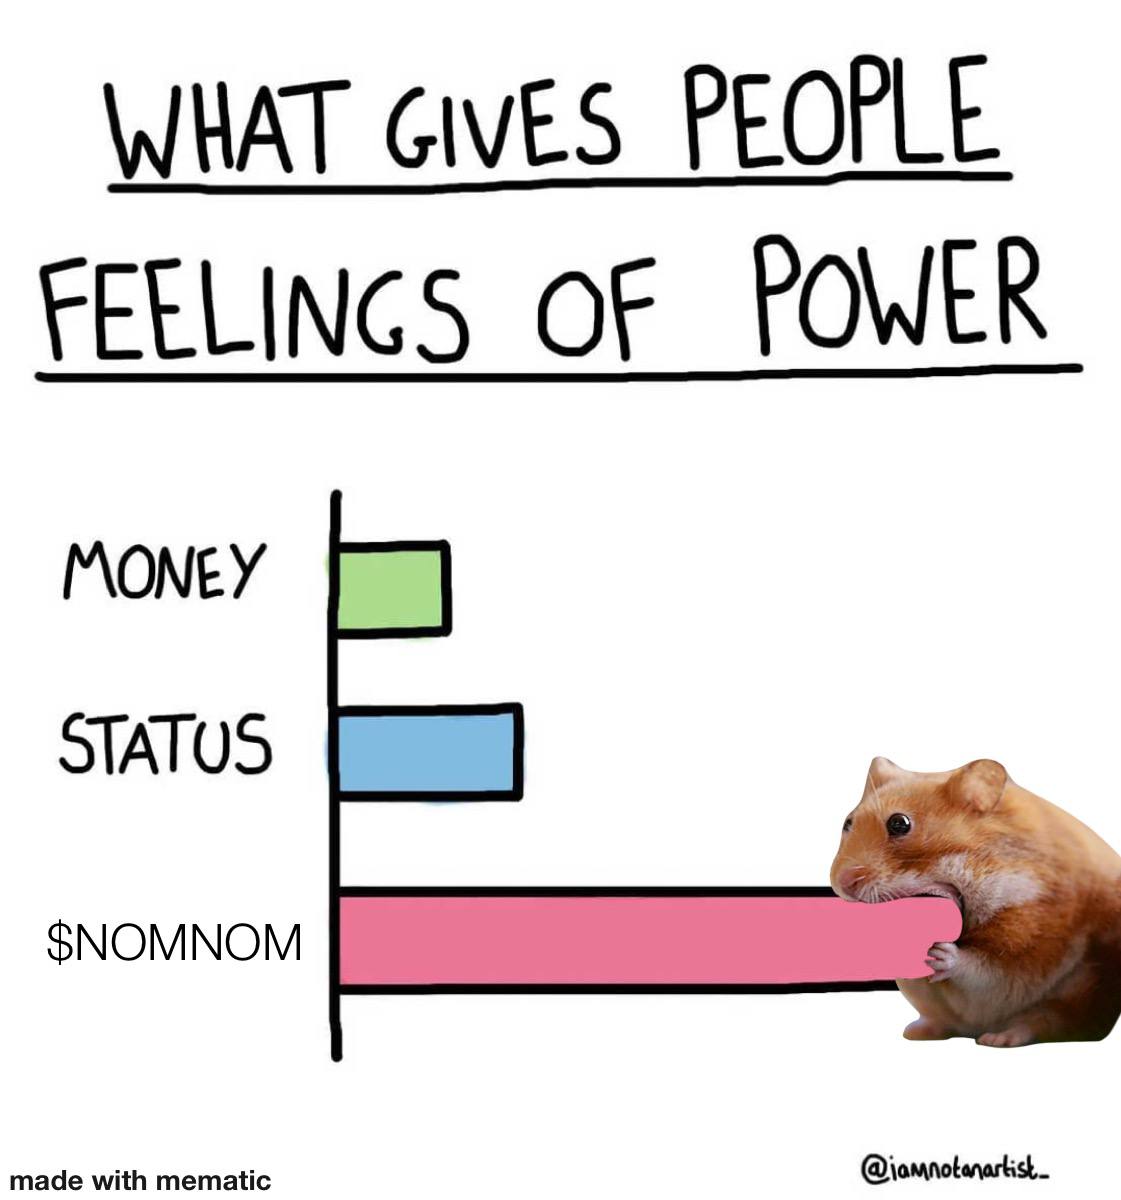 WHAT GIVES PEOPLE
FEELINGS OF POWER
MONEY
STATUS
$NOMNOM
@iamnotanartist_
made with mematic